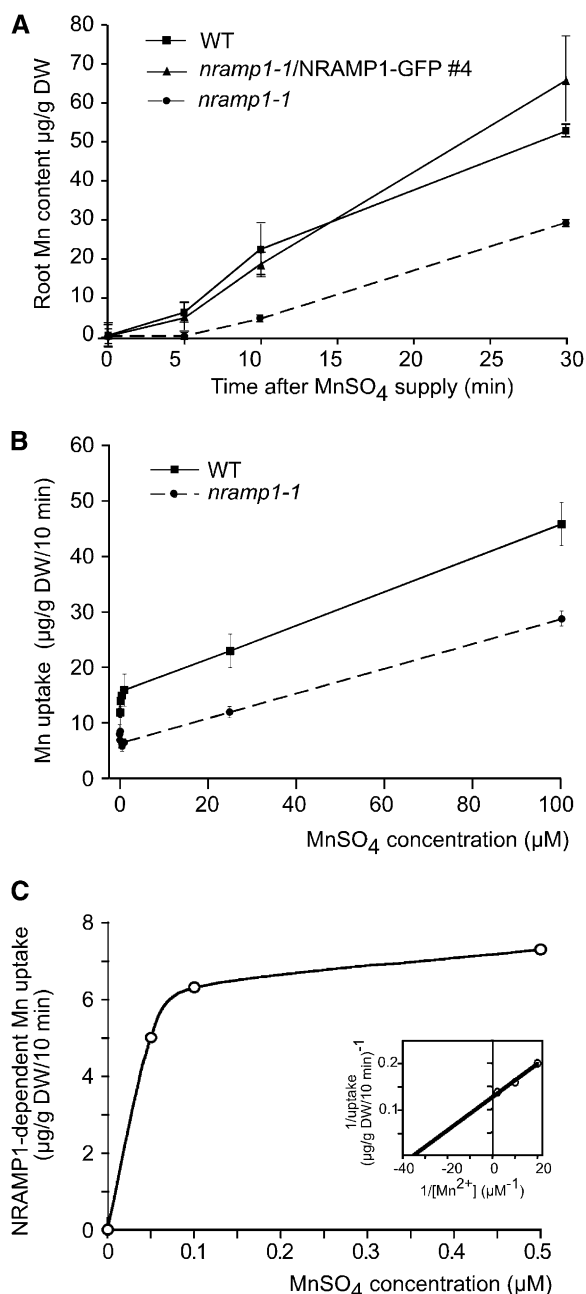 A
80
70
60
50
40
30
20
10
0
Root Mn content µg/g DW
WT
nramp1-1/NRAMP1-GFP #4
nramp1-1
0 5 10 15 20 25 30
Time after MnSO4 supply (min)
B
60
50
40
30
20
10
0
Mn uptake (µg/g DW/10 min)
WT
nramp1-1
0 20 40 60 80 100
MnSO4 concentration (µM)
C
8
6
4
2
0
NRAMP1-dependent Mn uptake
(µg/g DW/10 min)
0 0.1 0.2 0.3 0.4 0.5
MnSO4 concentration (µM)
1/uptake
(µg/g DW/10 min)-1
0.2
0.1
-40 -20 0 20
1/[Mn2+] (µM-1)